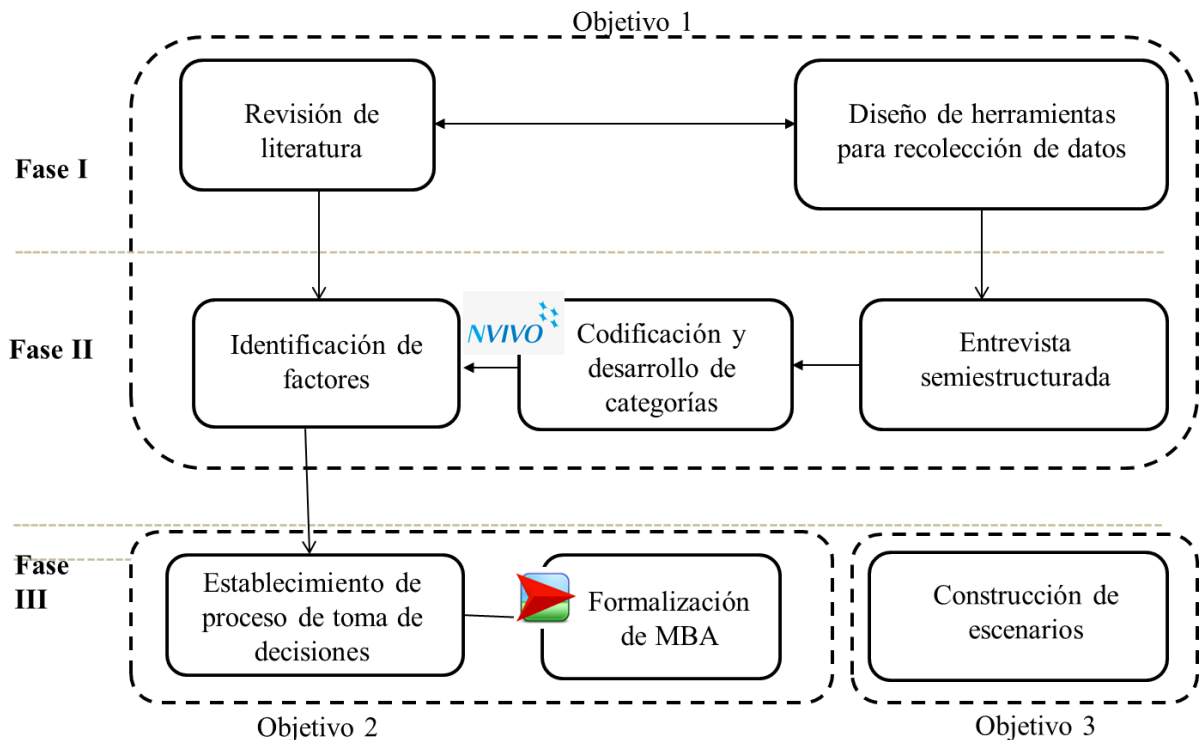 Objetivo 1
Revisión de
literatura
Diseño de herramientas
para recolección de datos
Fase I
Fase II
Identificación de
factores
NVIVO
Codificación y
desarrollo de
categorías
Entrevista
semiestructurada
Fase
III
Establecimiento de
proceso de toma de
decisiones
Formalización
de MBA
Construcción de
escenarios
Objetivo 2
Objetivo 3